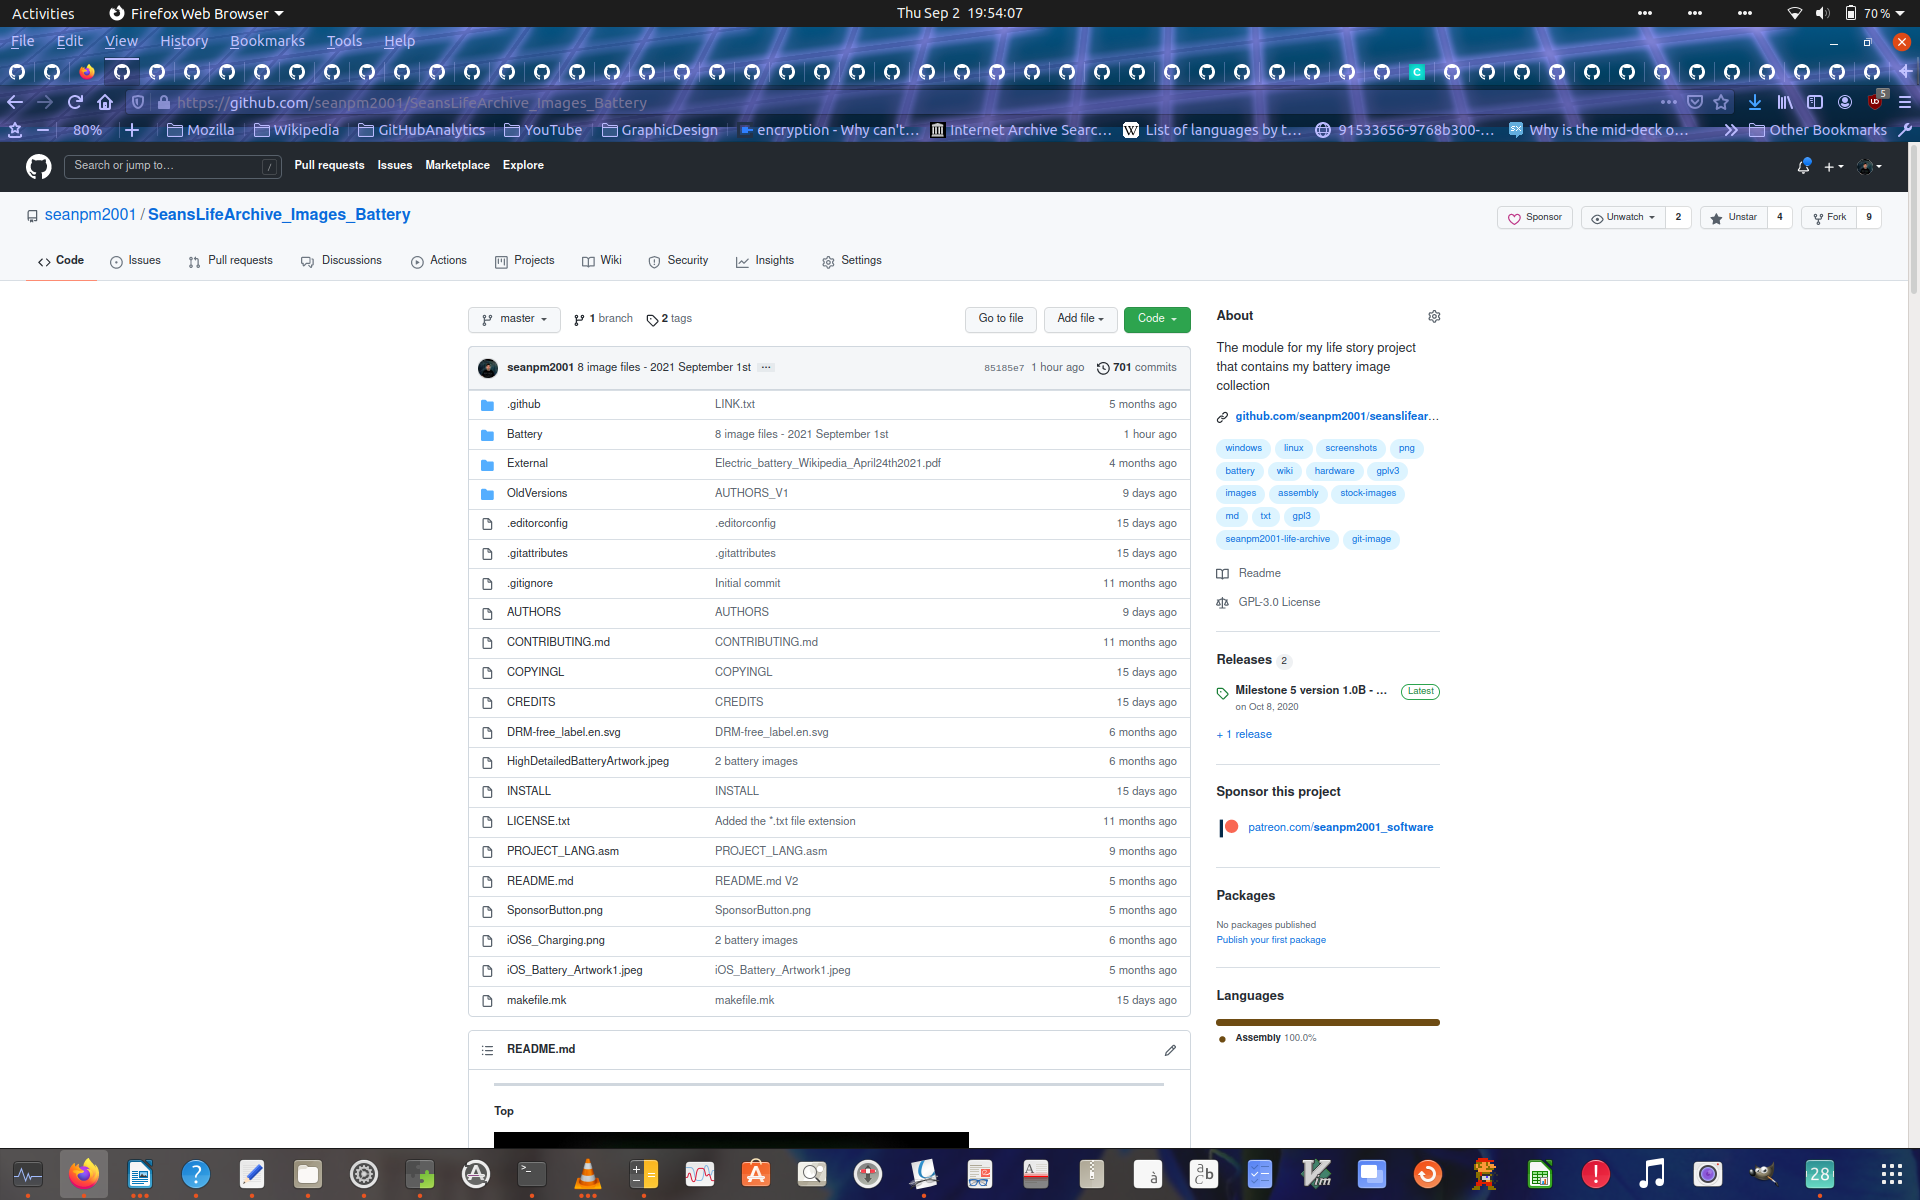 Activities Firefox Web Browser Thu Sep 2 19:54:07 70 %
File Edit View History Bookmarks Tools Help
https://github.com/seanpm2001/SeansLifeArchive_Images_Battery 5
80% Mozilla Wikipedia GitHubAnalytics YouTube GraphicDesign encryption - Why can't… Internet Archive Searc… List of languages by t… 91533656-9768b300-… Why is the mid-deck o… Other Bookmarks
Search or jump to… / Pull requests Issues Marketplace Explore
seanpm2001 / SeansLifeArchive_Images_Battery Sponsor Unwatch 2 Unstar 4 Fork 9
Code Issues Pull requests Discussions Actions Projects Wiki Security Insights Settings
master 1 branch 2 tags Go to file Add file Code
seanpm2001 8 image files - 2021 September 1st ... 85185e7 1 hour ago 701 commits
.github LINK.txt 5 months ago
Battery 8 image files - 2021 September 1st 1 hour ago
External Electric_battery_Wikipedia_April24th2021.pdf 4 months ago
OldVersions AUTHORS_V1 9 days ago
.editorconfig .editorconfig 15 days ago
.gitattributes .gitattributes 15 days ago
.gitignore Initial commit 11 months ago
AUTHORS AUTHORS 9 days ago
CONTRIBUTING.md CONTRIBUTING.md 11 months ago
COPYINGL COPYINGL 15 days ago
CREDITS CREDITS 15 days ago
DRM-free_label.en.svg DRM-free_label.en.svg 6 months ago
HighDetailedBatteryArtwork.jpeg 2 battery images 6 months ago
INSTALL INSTALL 15 days ago
LICENSE.txt Added the *.txt file extension 11 months ago
PROJECT_LANG.asm PROJECT_LANG.asm 9 months ago
README.md README.md V2 5 months ago
SponsorButton.png SponsorButton.png 5 months ago
iOS6_Charging.png 2 battery images 6 months ago
iOS_Battery_Artwork1.jpeg iOS_Battery_Artwork1.jpeg 5 months ago
makefile.mk makefile.mk 15 days ago
README.md
Top
About
The module for my life story project
that contains my battery image
collection
github.com/seanpm2001/seanslifear…
windows linux screenshots png
battery wiki hardware gplv3
images assembly stock-images
md txt gpl3
seanpm2001-life-archive git-image
Readme
GPL-3.0 License
Releases 2
Milestone 5 version 1.0B - … Latest
on Oct 8, 2020
+ 1 release
Sponsor this project
patreon.com/seanpm2001_software
Packages
No packages published
Publish your first package
Languages
Assembly 100.0%
28